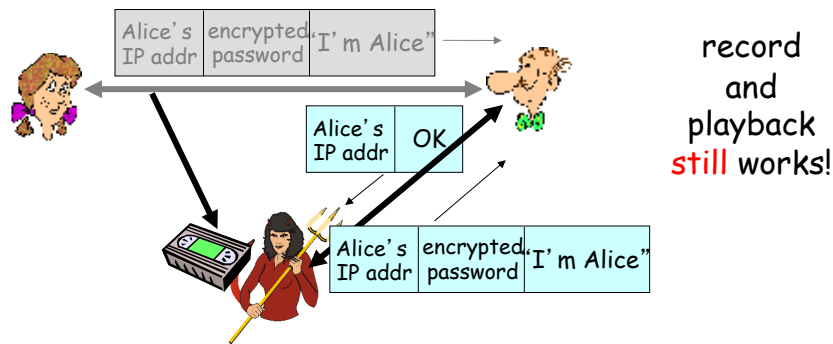 Alice’s IP addr
encrypted password
“I’m Alice”
record
and
playback
still works!
Alice’s IP addr
OK
Alice’s IP addr
encrypted password
“I’m Alice”